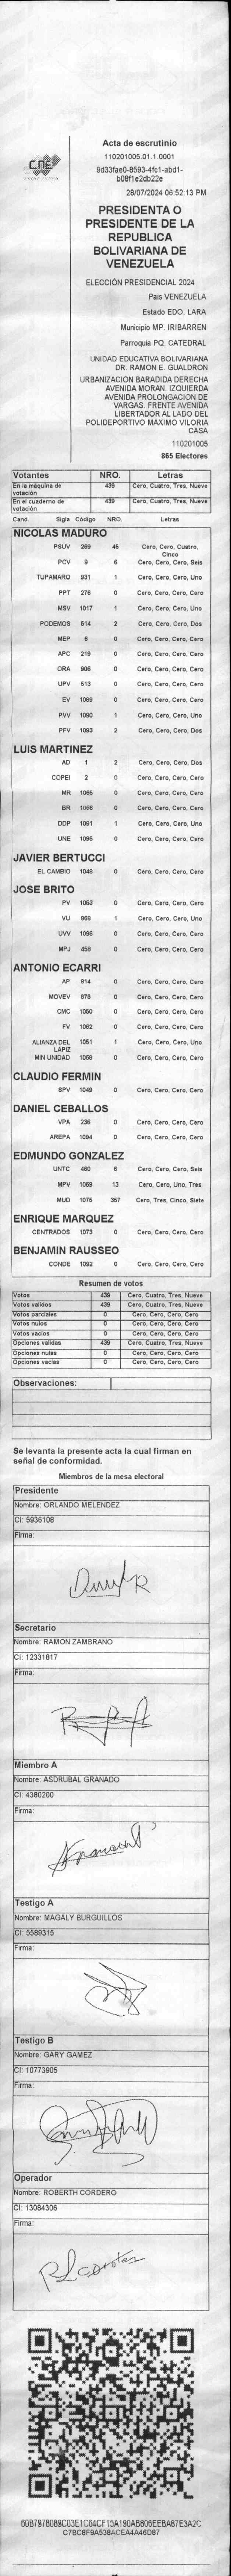 CNE
Acta de escrutinio
110201005.01.1.0001
9d33fae0-8593-4fc1-abd1-
b08f1e2db22e
28/07/2024 06:52:13 PM
PRESIDENTA O
PRESIDENTE DE LA
REPUBLICA
BOLIVARIANA DE
VENEZUELA
ELECCIÓN PRESIDENCIAL 2024
Pais VENEZUELA
Estado EDO. LARA
Municipio MP. IRIBARREN
Parroquia PQ. CATEDRAL
UNIDAD EDUCATIVA BOLIVARIANA
DR. RAMON E. GUALDRON
URBANIZACION BARADIDA DERECHA
AVENIDA MORAN. IZQUIERDA
AVENIDA PROLONGACION DE
VARGAS. FRENTE AVENIDA
LIBERTADOR AL LADO DEL
POLIDEPORTIVO MAXIMO VILORIA
CASA
110201005
865 Electores
Votantes NRO. Letras
En la máquina de votación 439 Cero, Cuatro, Tres, Nueve
En el cuaderno de votación 439 Cero, Cuatro, Tres, Nueve
Cand. Sigla Código NRO. Letras
NICOLAS MADURO
PSUV 269 45 Cero, Cero, Cuatro, Cinco
PCV 9 6 Cero, Cero, Cero, Seis
TUPAMARO 931 1 Cero, Cero, Cero, Uno
PPT 276 0 Cero, Cero, Cero, Cero
MSV 1017 1 Cero, Cero, Cero, Uno
PODEMOS 514 2 Cero, Cero, Cero, Dos
MEP 6 0 Cero, Cero, Cero, Cero
APC 219 0 Cero, Cero, Cero, Cero
ORA 906 0 Cero, Cero, Cero, Cero
UPV 513 0 Cero, Cero, Cero, Cero
EV 1089 0 Cero, Cero, Cero, Cero
PVV 1090 1 Cero, Cero, Cero, Uno
PFV 1093 2 Cero, Cero, Cero, Dos
LUIS MARTINEZ
AD 1 2 Cero, Cero, Cero, Dos
COPEI 2 0 Cero, Cero, Cero, Cero
MR 1065 0 Cero, Cero, Cero, Cero
BR 1066 0 Cero, Cero, Cero, Cero
DDP 1091 1 Cero, Cero, Cero, Uno
UNE 1095 0 Cero, Cero, Cero, Cero
JAVIER BERTUCCI
EL CAMBIO 1048 0 Cero, Cero, Cero, Cero
JOSE BRITO
PV 1053 0 Cero, Cero, Cero, Cero
VU 868 1 Cero, Cero, Cero, Uno
UVV 1096 0 Cero, Cero, Cero, Cero
MPJ 458 0 Cero, Cero, Cero, Cero
ANTONIO ECARRI
AP 814 0 Cero, Cero, Cero, Cero
MOVEV 878 0 Cero, Cero, Cero, Cero
CMC 1050 0 Cero, Cero, Cero, Cero
FV 1062 0 Cero, Cero, Cero, Cero
ALIANZA DEL LAPIZ 1051 1 Cero, Cero, Cero, Uno
MIN UNIDAD 1058 0 Cero, Cero, Cero, Cero
CLAUDIO FERMIN
SPV 1049 0 Cero, Cero, Cero, Cero
DANIEL CEBALLOS
VPA 236 0 Cero, Cero, Cero, Cero
AREPA 1094 0 Cero, Cero, Cero, Cero
EDMUNDO GONZALEZ
UNTC 460 6 Cero, Cero, Cero, Seis
MPV 1069 13 Cero, Cero, Uno, Tres
MUD 1075 357 Cero, Tres, Cinco, Siete
ENRIQUE MARQUEZ
CENTRADOS 1073 0 Cero, Cero, Cero, Cero
BENJAMIN RAUSSEO
CONDE 1092 0 Cero, Cero, Cero, Cero
Resumen de votos
Votos 439 Cero, Cuatro, Tres, Nueve
Votos validos 439 Cero, Cuatro, Tres, Nueve
Votos parciales 0 Cero, Cero, Cero, Cero
Votos nulos 0 Cero, Cero, Cero, Cero
Votos vacios 0 Cero, Cero, Cero, Cero
Opciones validas 439 Cero, Cuatro, Tres, Nueve
Opciones nulas 0 Cero, Cero, Cero, Cero
Opciones vacias 0 Cero, Cero, Cero, Cero
Observaciones:
Se levanta la presente acta la cual firman en
señal de conformidad.
Miembros de la mesa electoral
Presidente
Nombre: ORLANDO MELENDEZ
CI: 5936108
Firma:
Secretario
Nombre: RAMON ZAMBRANO
CI: 12331817
Firma:
Miembro A
Nombre: ASDRUBAL GRANADO
CI: 4380200
Firma:
Testigo A
Nombre: MAGALY BURGUILLOS
CI: 5589315
Firma:
Testigo B
Nombre: GARY GAMEZ
CI: 10773905
Firma:
Operador
Nombre: ROBERTH CORDERO
CI: 13084306
Firma:
C7BC8F9A538ACEA4A46D87